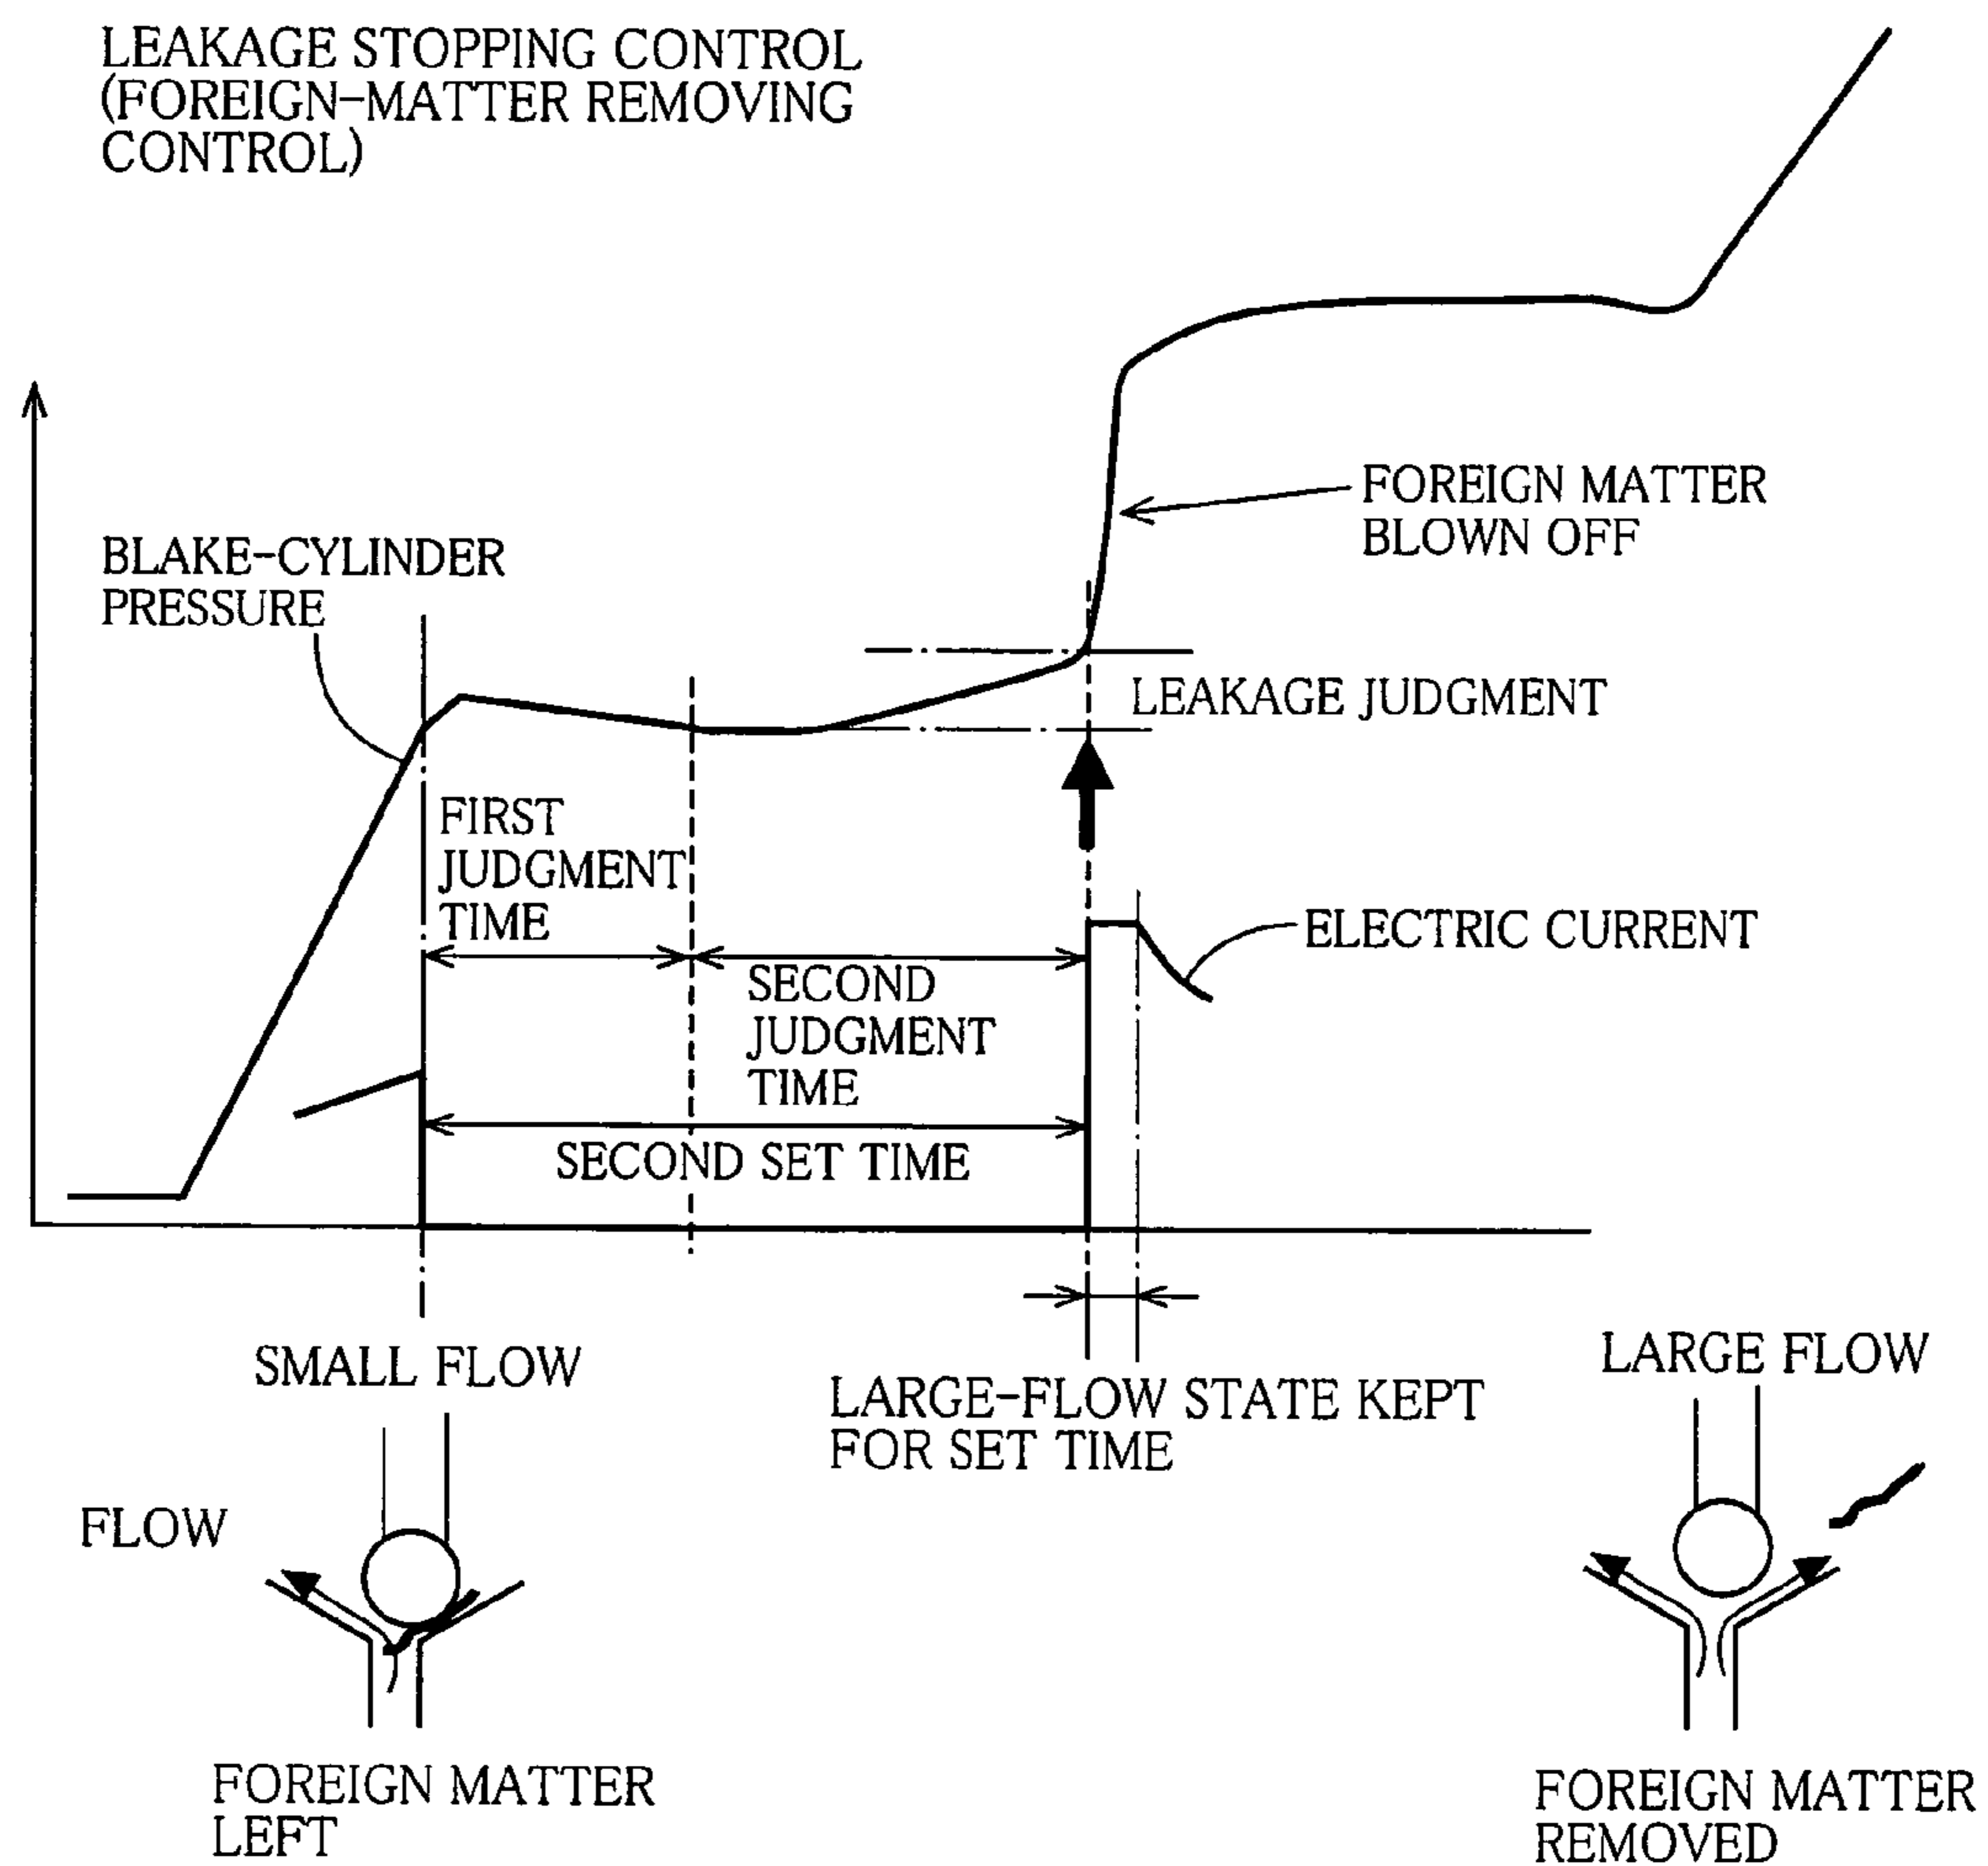 LEAKAGE STOPPING CONTROL
(FOREIGN-MATTER REMOVING
CONTROL)
FOREIGN MATTER
BLOWN OFF
BLAKE-CYLINDER
PRESSURE
LEAKAGE JUDGMENT
FIRST
JUDGMENT
TIME
ELECTRIC CURRENT
SECOND
JUDGMENT
TIME
SECOND SET TIME
SMALL FLOW
LARGE FLOW
LARGE-FLOW STATE KEPT
FOR SET TIME
FLOW
FOREIGN MATTER
LEFT
FOREIGN MATTER
REMOVED